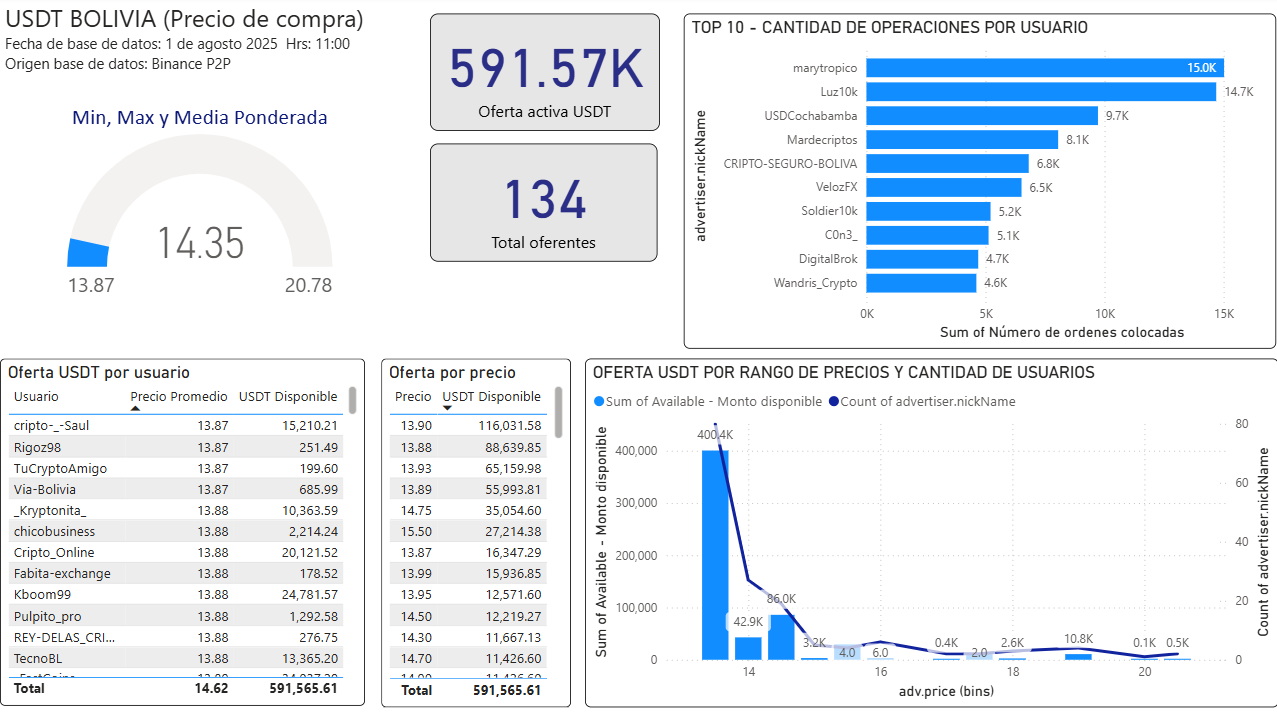 USDT BOLIVIA (Precio de compra)
Fecha de base de datos: 1 de agosto 2025 Hrs: 11:00
Origen base de datos: Binance P2P
Min, Max y Media Ponderada
14.35
13.87
20.78
591.57K
Oferta activa USDT
134
Total oferentes
TOP 10 - CANTIDAD DE OPERACIONES POR USUARIO
advertiser.nickName
marytropico 15.0K
Luz10k 14.7K
USDCochabamba 9.7K
Mardecriptos 8.1K
CRIPTO-SEGURO-BOLIVA 6.8K
VelozFX 6.5K
Soldier10k 5.2K
C0n3_ 5.1K
DigitalBrok 4.7K
Wandris_Crypto 4.6K
0K 5K 10K 15K
Sum of Número de ordenes colocadas
Oferta USDT por usuario
Usuario Precio Promedio USDT Disponible
cripto-_-Saul 13.87 15,210.21
Rigoz98 13.87 251.49
TuCryptoAmigo 13.87 199.60
Via-Bolivia 13.87 685.99
_Kryptonita_ 13.88 10,363.59
chicobusiness 13.88 2,214.24
Cripto_Online 13.88 20,121.52
Fabita-exchange 13.88 178.52
Kboom99 13.88 24,781.57
Pulpito_pro 13.88 1,292.58
REY-DELAS_CRI... 13.88 276.75
TecnoBL 13.88 13,565.20
Total 14.62 591,565.61
Oferta por precio
Precio USDT Disponible
13.90 116,031.58
13.88 88,639.85
13.93 65,159.98
13.89 55,993.81
14.75 35,054.60
15.50 27,214.38
13.87 16,347.29
13.99 15,936.85
13.95 12,571.60
14.50 12,219.27
14.30 11,667.13
14.70 11,426.60
Total 591,565.61
OFERTA USDT POR RANGO DE PRECIOS Y CANTIDAD DE USUARIOS
Sum of Available - Monto disponible Count of advertiser.nickName
Sum of Available - Monto disponible
400,000
300,000
200,000
100,000
0
400.4K
42.9K
86.0K
3.2K
4.0
6.0
0.4K
2.0
2.6K
10.8K
0.1K
0.5K
80
60
40
20
0
Count of advertiser.nickName
14 16 18 20
adv.price (bins)